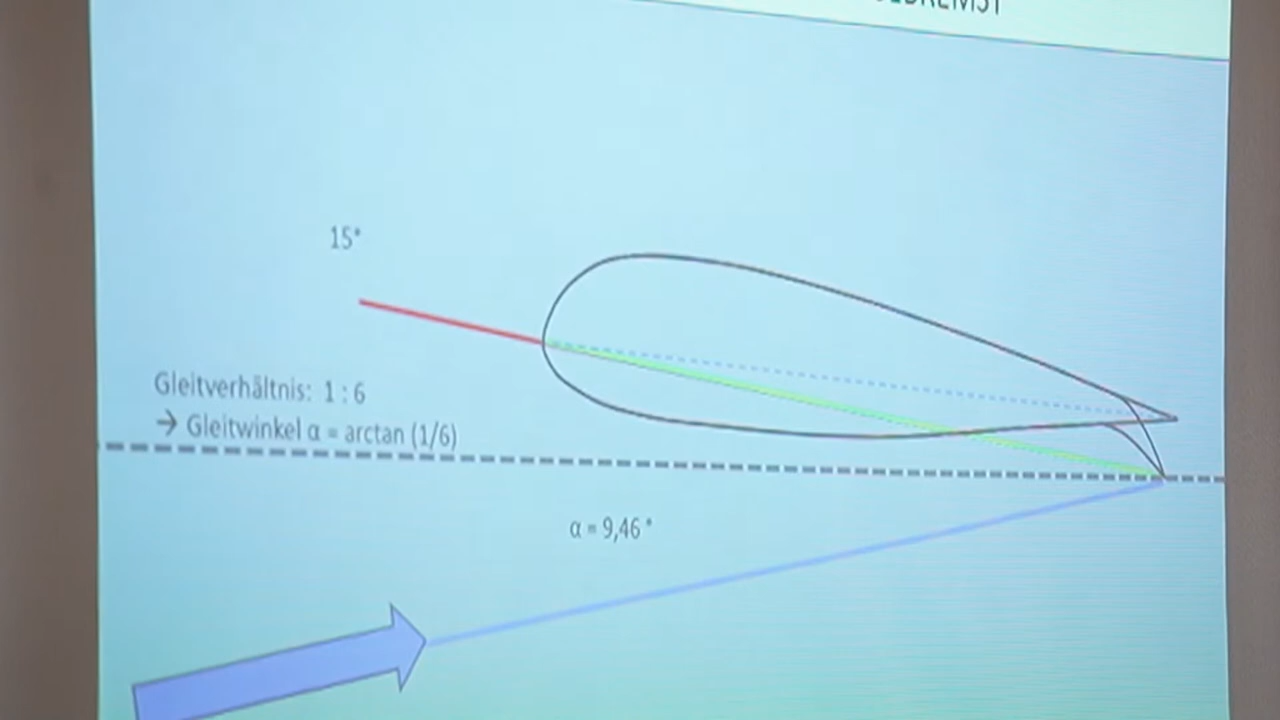 15°
Gleitverhältnis: 1 : 6
→ Gleitwinkel α = arctan (1/6)
α = 9,46 °